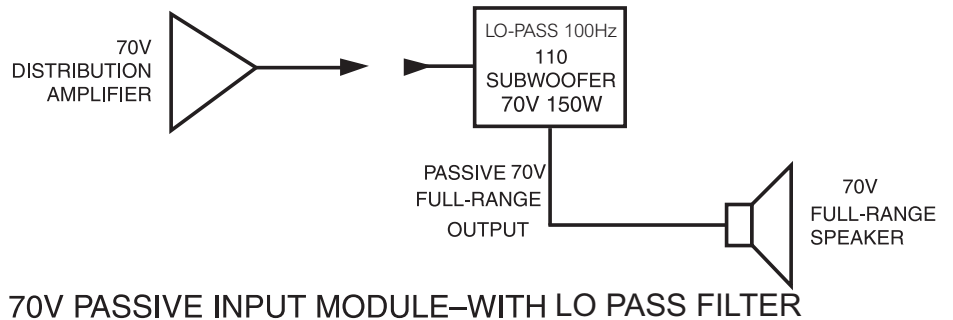 70V
DISTRIBUTION
AMPLIFIER
LO-PASS 100Hz
110
SUBWOOFER
70V 150W
PASSIVE 70V
FULL-RANGE
OUTPUT
70V
FULL-RANGE
SPEAKER
70V PASSIVE INPUT MODULE–WITH LO PASS FILTER